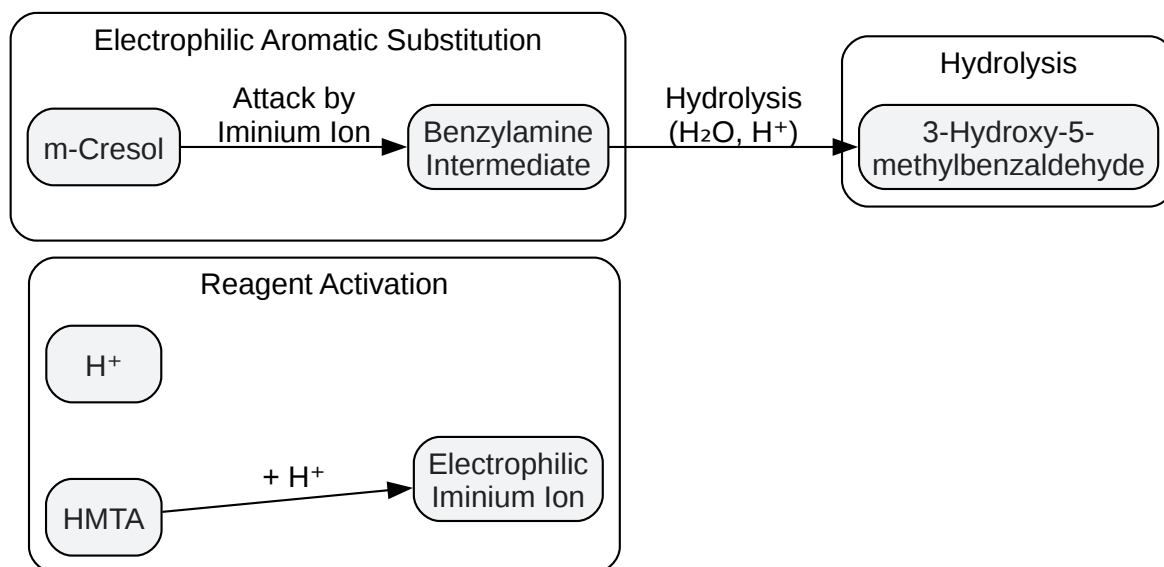 Electrophilic Aromatic Substitution
m-Cresol
Attack by
Iminium Ion
Benzylamine
Intermediate
Hydrolysis
(H₂O, H⁺)
Hydrolysis
3-Hydroxy-5-
methylbenzaldehyde
Reagent Activation
H⁺
HMTA
+ H⁺
Electrophilic
Iminium Ion